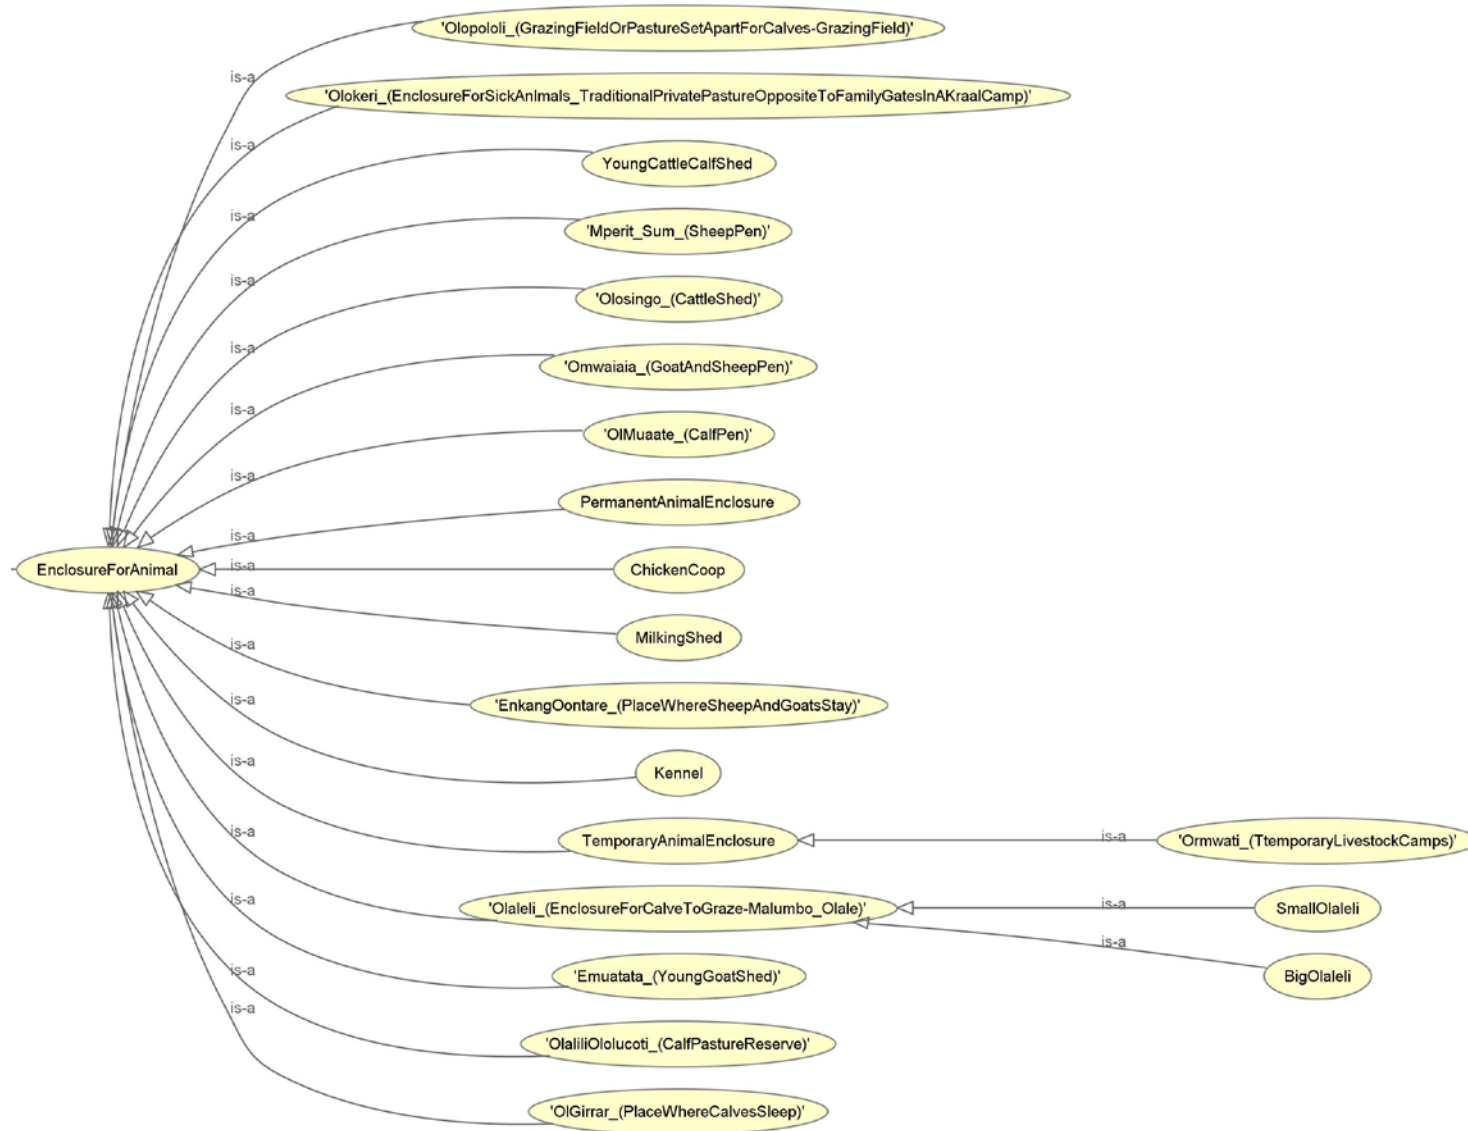 'Olopololi_(GrazingFieldOrPastureSetApartForCalves-GrazingField)'
is-a
'Olokeri_(EnclosureForSickAnImals_TraditionalPrivatePastureOppositeToFamilyGatesInAKraalCamp)'
is-a
YoungCattleCalfShed
is-a
'Mperit_Sum_(SheepPen)'
is-a
'Olosingo_(CattleShed)'
is-a
'Omwaiaia_(GoatAndSheepPen)'
is-a
'OlMuaate_(CalfPen)'
is-a
PermanentAnimalEnclosure
is-a
EnclosureForAnimal
is-a
ChickenCoop
is-a
MilkingShed
is-a
'EnkangOontare_(PlaceWhereSheepAndGoatsStay)'
is-a
Kennel
is-a
TemporaryAnimalEnclosure
is-a
'Ormwati_(TtemporaryLivestockCamps)'
is-a
'Olaleli_(EnclosureForCalveToGraze-Malumbo_Olale)'
is-a
SmallOlaleli
is-a
BigOlaleli
is-a
'Emuatata_(YoungGoatShed)'
is-a
'OlaliliOlolucoti_(CalfPastureReserve)'
is-a
'OlGirrar_(PlaceWhereCalvesSleep)'